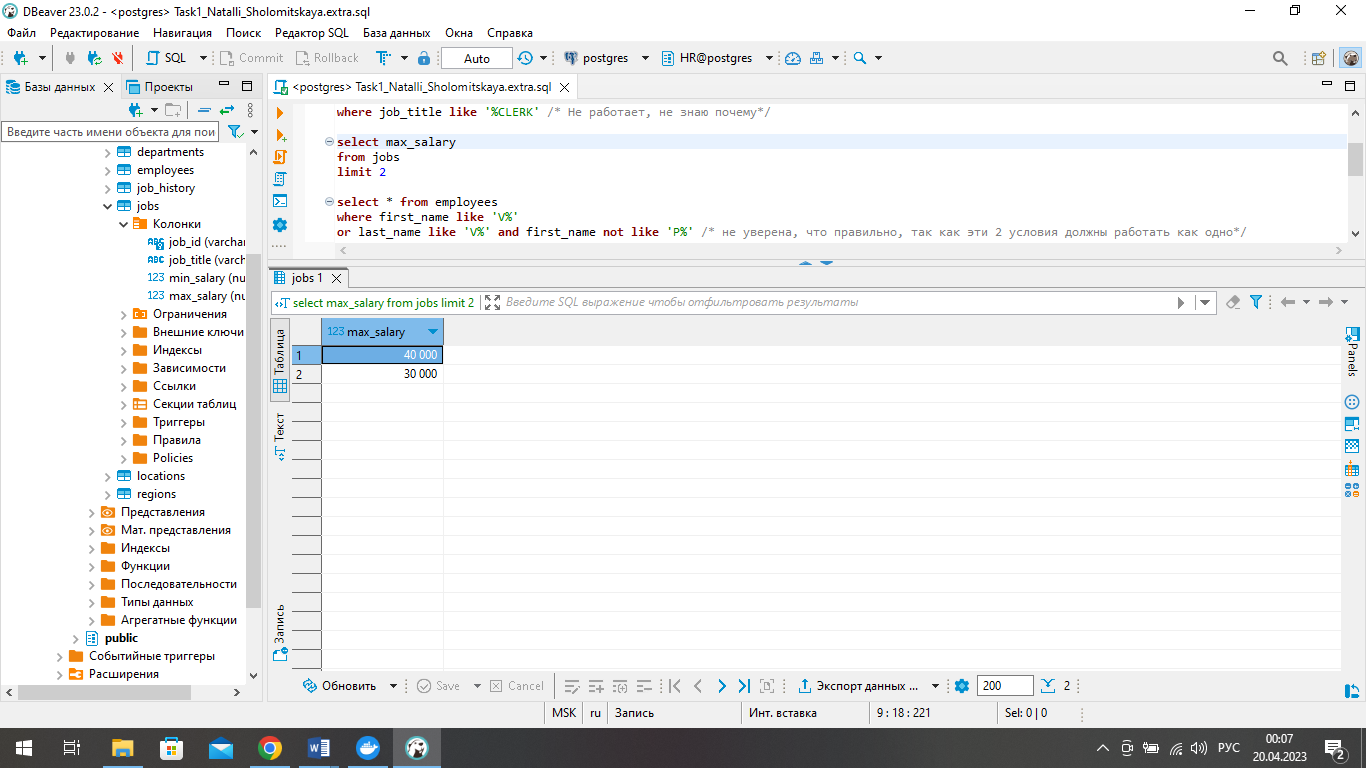 DBeaver 23.0.2 - <postgres> Task1_Natalli_Sholomitskaya.extra.sql
Файл Редактирование Навигация Поиск Редактор SQL База данных Окна Справка
SQL Commit Rollback Auto postgres HR@postgres
Базы данных Проекты
Введите часть имени объекта для пои
departments
employees
job_history
jobs
Колонки
job_id (varchar
job_title (varch
min_salary (nu
max_salary (nu
Ограничения
Внешние ключи
Индексы
Зависимости
Ссылки
Секции таблиц
Триггеры
Правила
Policies
locations
regions
Представления
Мат. представления
Индексы
Функции
Последовательности
Типы данных
Агрегатные функции
public
Событийные триггеры
Расширения
<postgres> Task1_Natalli_Sholomitskaya.extra.sql
where job_title like '%CLERK' /* Не работает, не знаю почему*/
select max_salary
from jobs
limit 2
select * from employees
where first_name like 'V%'
or last_name like 'V%' and first_name not like 'P%' /* не уверена, что правильно, так как эти 2 условия должны работать как одно*/
jobs 1
select max_salary from jobs limit 2 Введите SQL выражение чтобы отфильтровать результаты
Таблица
Текст
Запись
123 max_salary
1 40 000
2 30 000
Panels
Обновить Save Cancel Экспорт данных ... 200 2
MSK ru Запись Инт. вставка 9 : 18 : 221 Sel: 0 | 0
РУС 00:07
20.04.2023 2